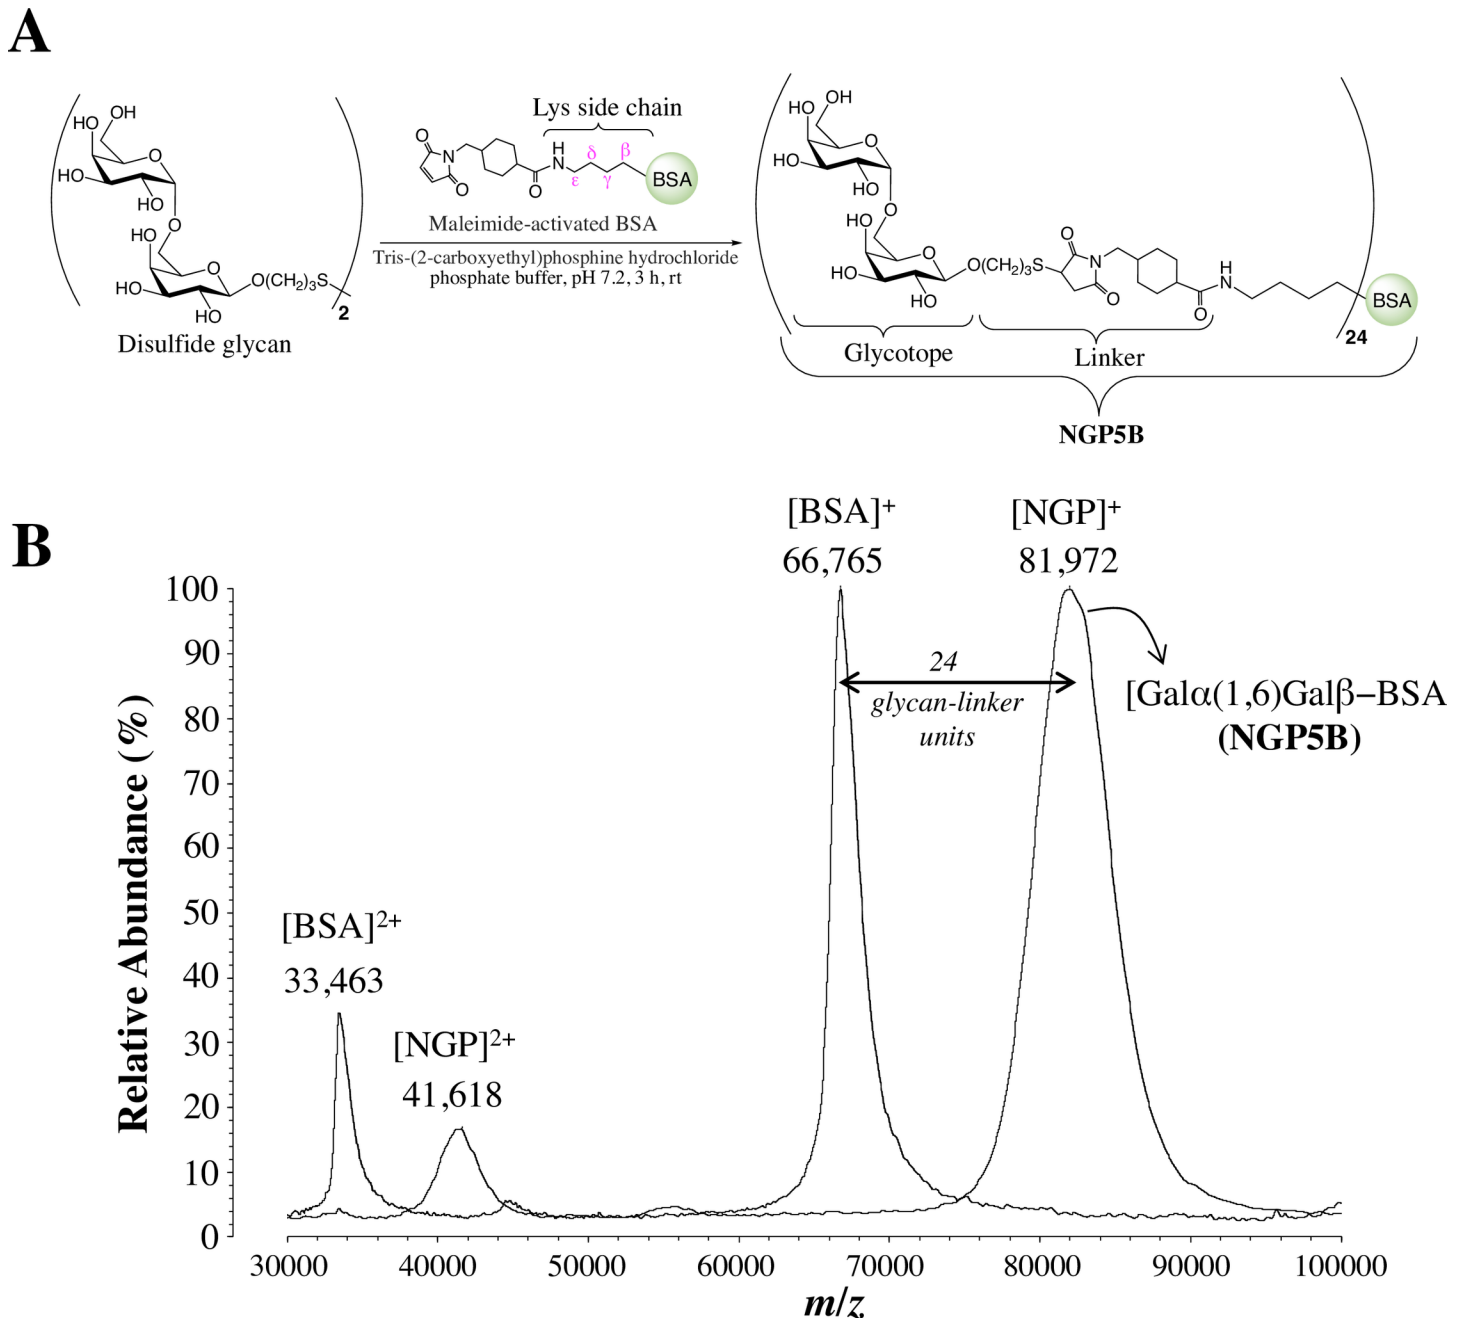 A
Lys side chain
OH
HO
O
HO
HO
O
HO
O
HO
O(CH₂)₃S
HO
2
Disulfide glycan
O
N
O
O
H
N
δ
β
ε
γ
BSA
Maleimide-activated BSA
Tris-(2-carboxyethyl)phosphine hydrochloride
phosphate buffer, pH 7.2, 3 h, rt
OH
HO
O
HO
HO
O
HO
O
HO
O(CH₂)₃S
HO
O
N
O
O
H
N
BSA
24
Glycotope
Linker
NGP5B
B
[BSA]⁺
66,765
[NGP]⁺
81,972
24
glycan-linker
units
[Galα(1,6)Galβ−BSA
(NGP5B)
[BSA]²⁺
33,463
[NGP]²⁺
41,618
Relative Abundance (%)
100
90
80
70
60
50
40
30
20
10
0
30000 40000 50000 60000 70000 80000 90000 100000
m/z